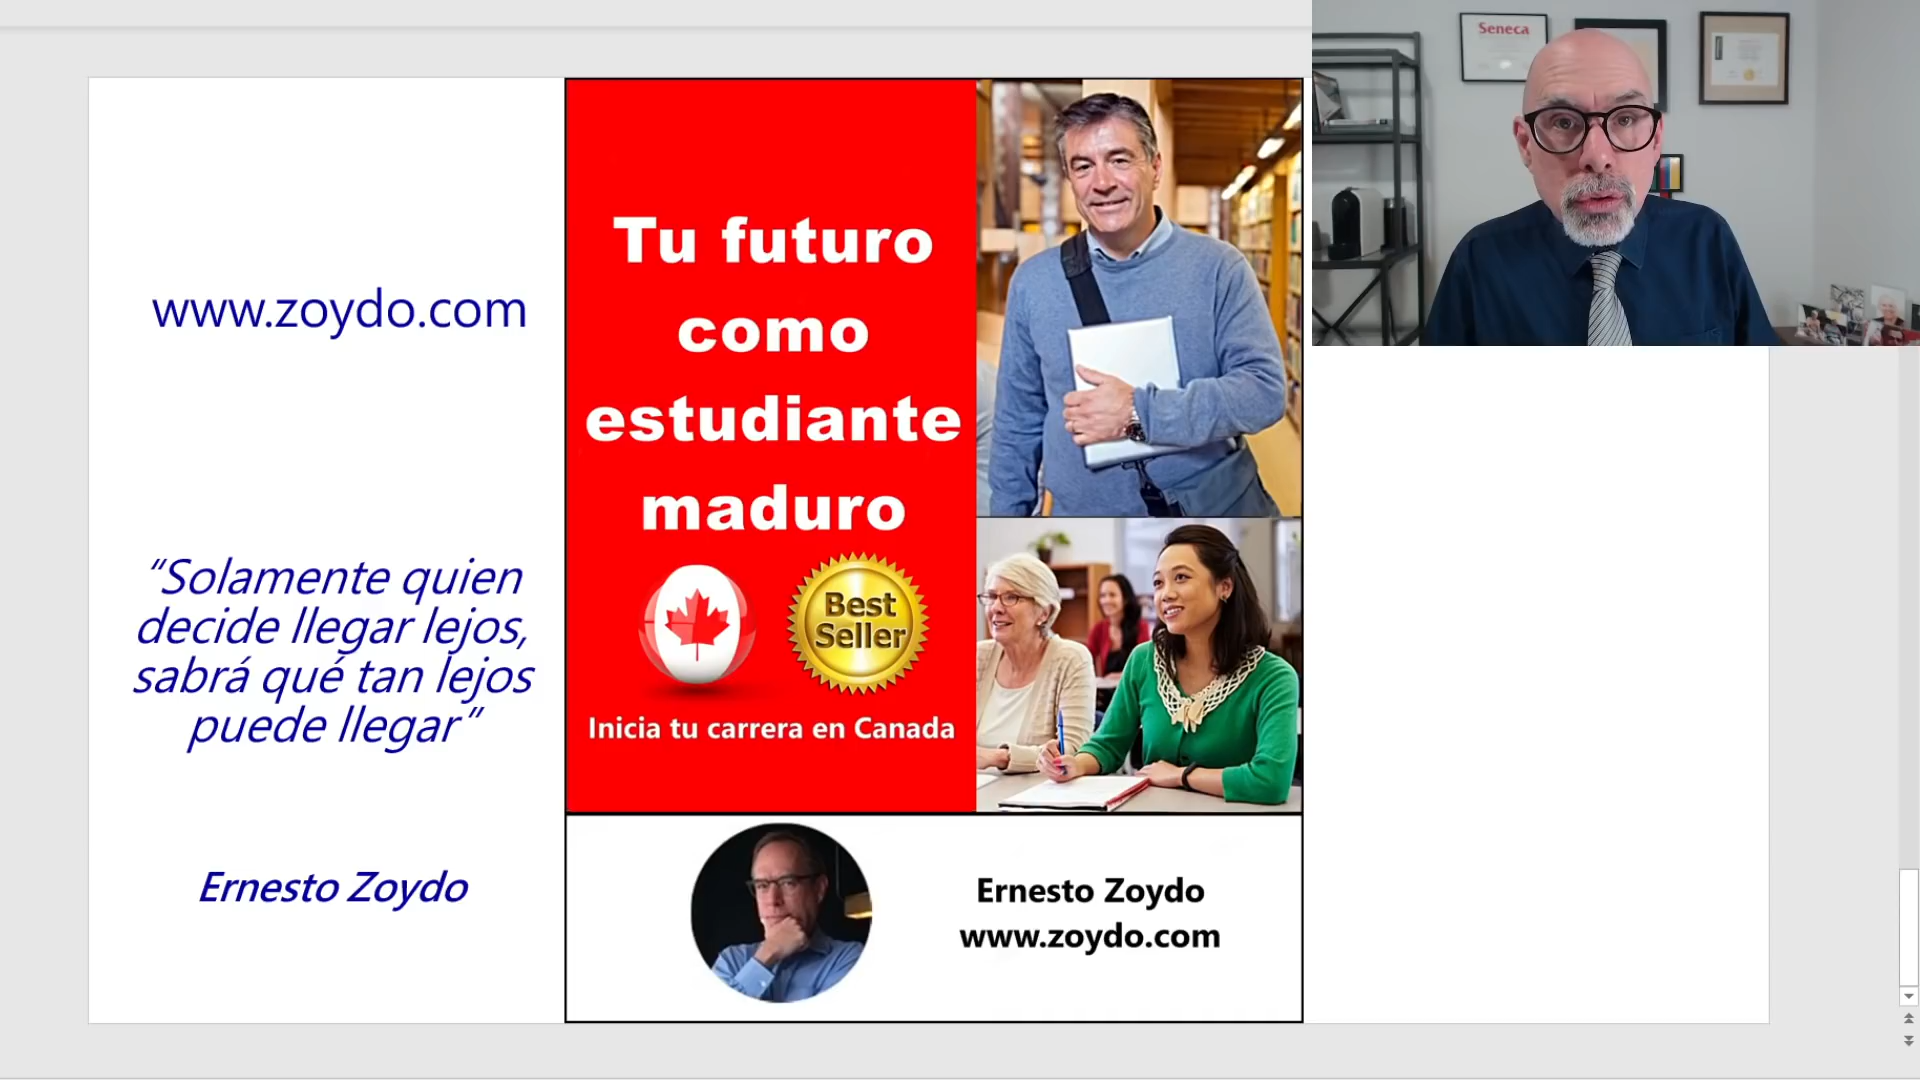 www.zoydo.com
“Solamente quien
decide llegar lejos,
sabrá qué tan lejos
puede llegar”
Ernesto Zoydo
Tu futuro
como
estudiante
maduro
Best
Seller
Inicia tu carrera en Canada
Ernesto Zoydo
www.zoydo.com
Seneca